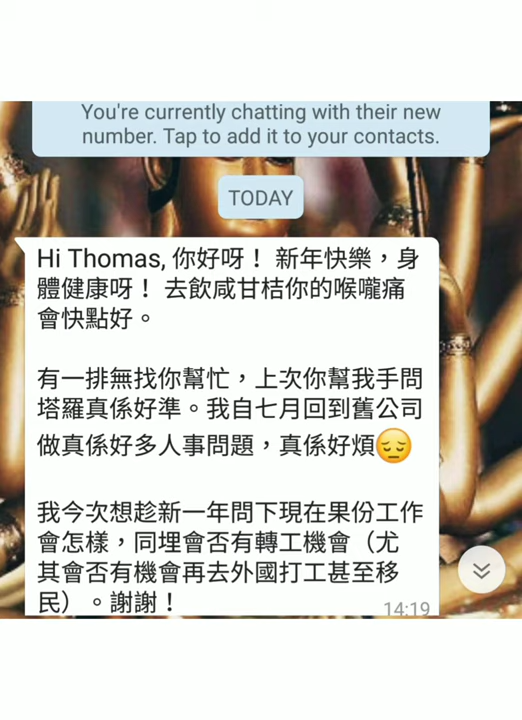 You're currently chatting with their new
number. Tap to add it to your contacts.
TODAY
Hi Thomas, 你好呀！ 新年快樂，身
體健康呀！ 去飲咸甘桔你的喉嚨痛
會快點好。
有一排無找你幫忙，上次你幫我手問
塔羅真係好準。我自七月回到舊公司
做真係好多人事問題，真係好煩😔
我今次想趁新一年問下現在果份工作
會怎樣，同埋會否有轉工機會（尤
其會否有機會再去外國打工甚至移
民）。謝謝！
14:19